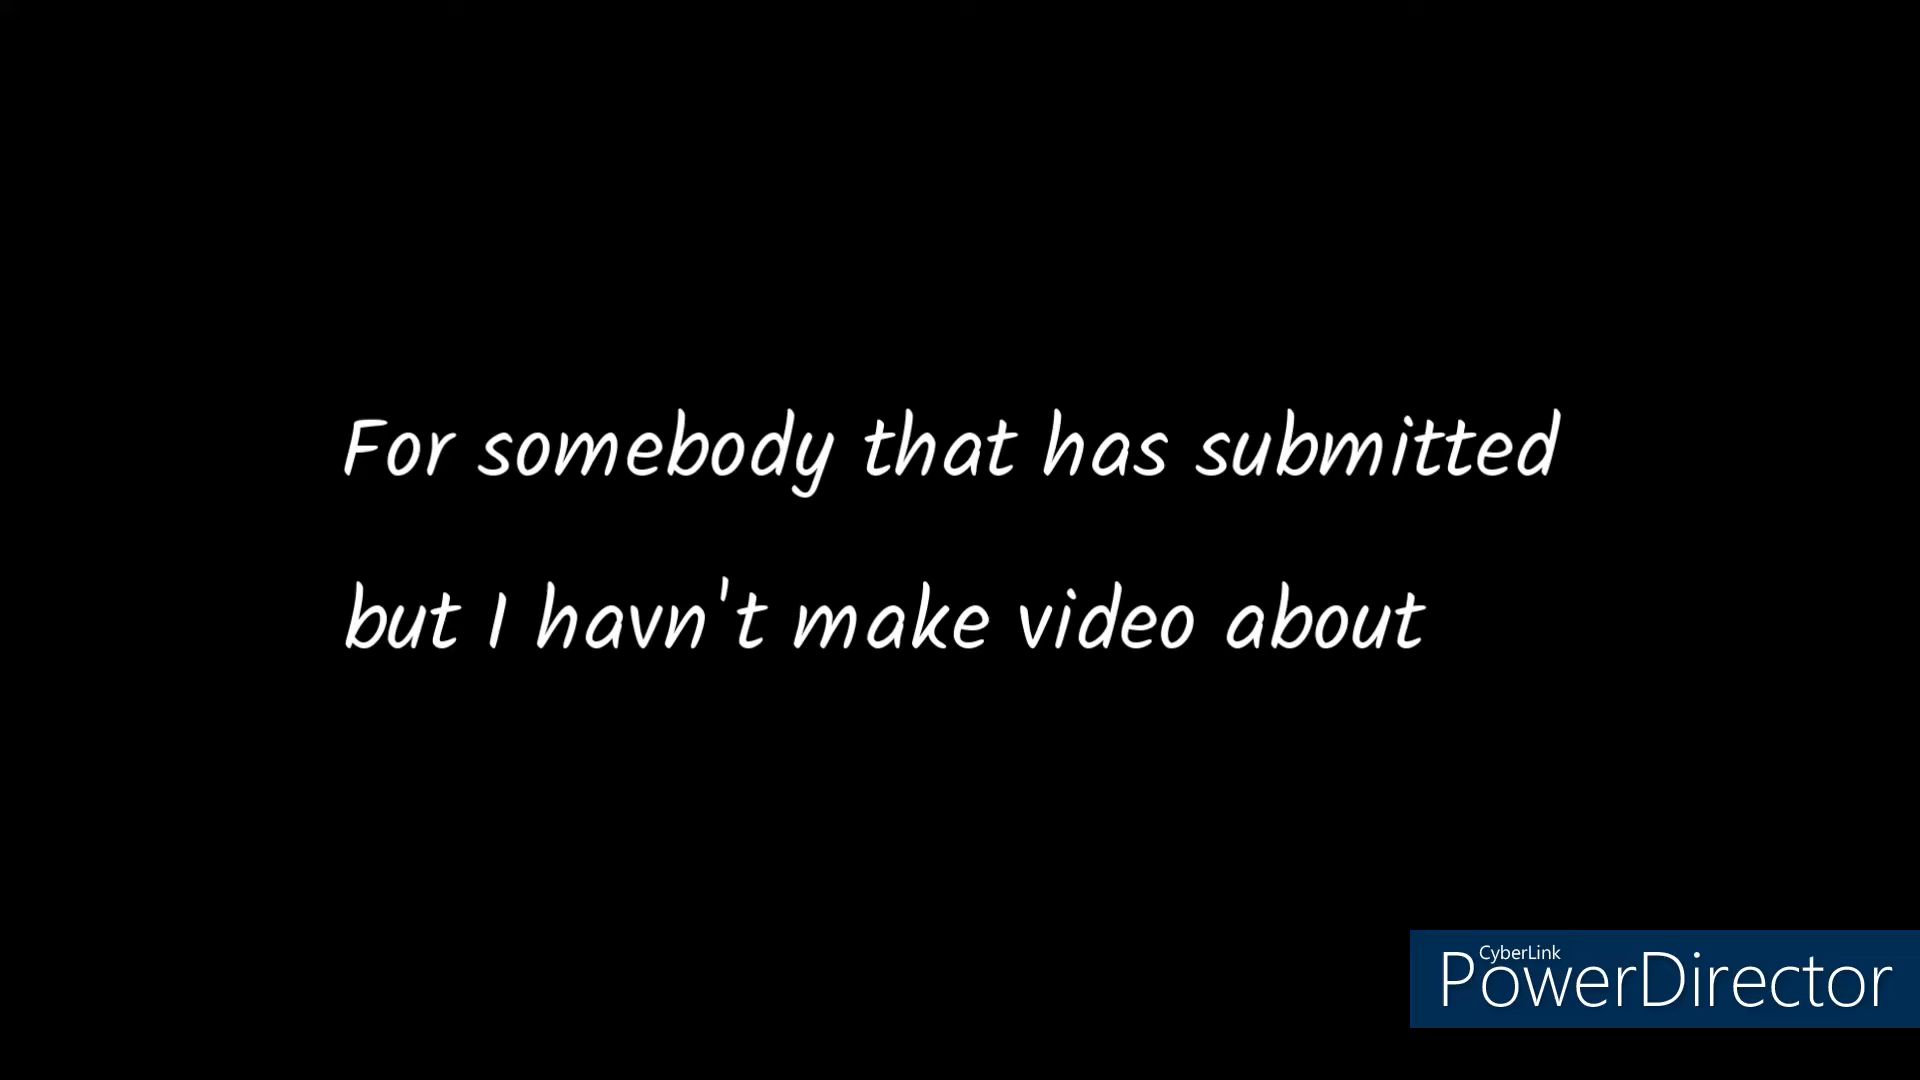 For somebody that has submitted
but I havn't make video about
CyberLink
PowerDirector